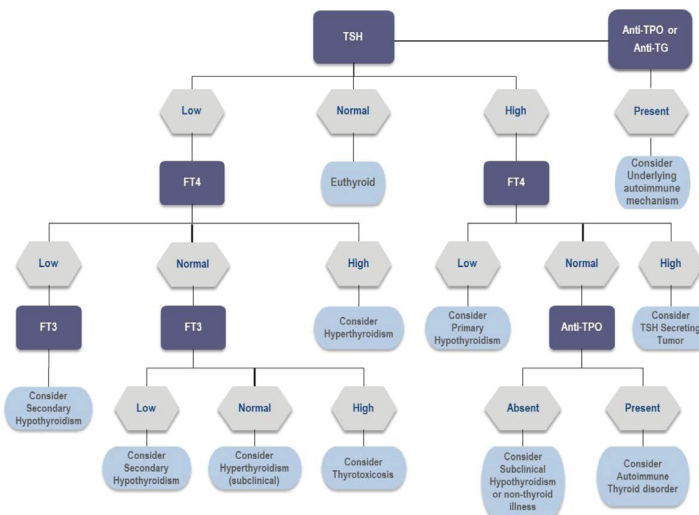 TSH
Anti-TPO or
Anti-TG
Low
Normal
High
Present
FT4
Euthyroid
FT4
Consider
Underlying
autoimmune
mechanism
Low
Normal
High
Low
Normal
High
FT3
FT3
Consider
Hyperthyroidism
Consider
Primary
Hypothyroidism
Anti-TPO
Consider
TSH Secreting
Tumor
Consider
Secondary
Hypothyroidism
Low
Normal
High
Absent
Present
Consider
Secondary
Hypothyroidism
Consider
Hyperthyroidism
(subclinical)
Consider
Thyrotoxicosis
Consider
Subclinical
Hypothyroidism
or non-thyroid
illness
Consider
Autoimmune
Thyroid disorder